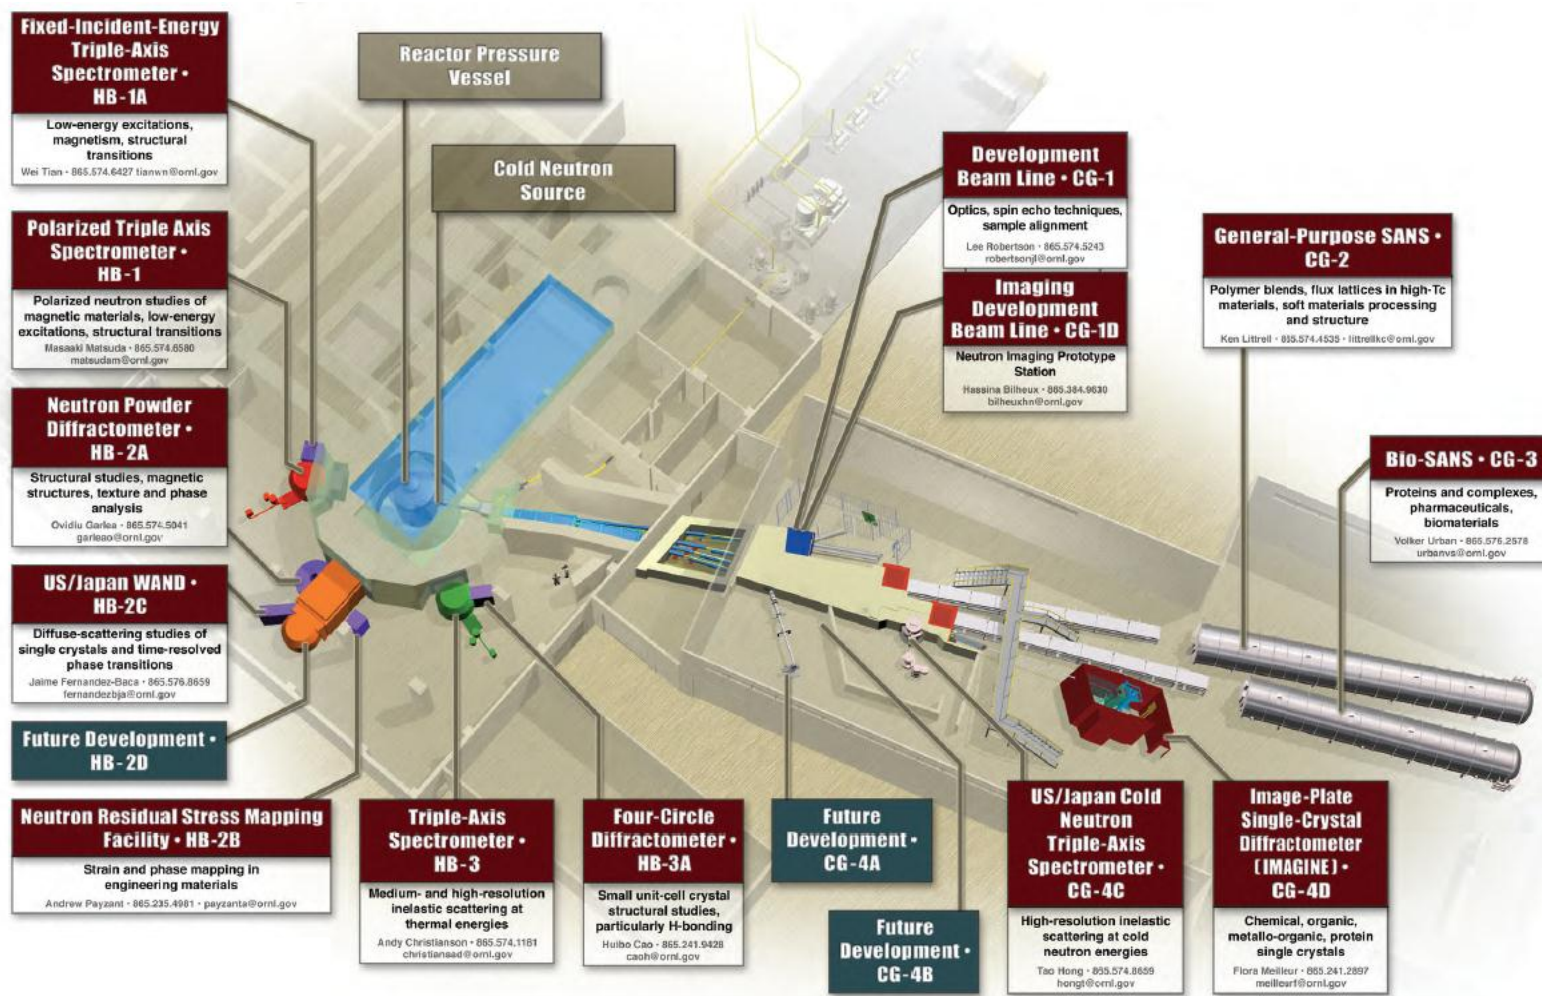 Fixed-Incident-Energy
Triple-Axis
Spectrometer •
HB-1A
Low-energy excitations,
magnetism, structural
transitions
Wei Tian • 865.574.6427 tianwn@ornl.gov
Reactor Pressure
Vessel
Cold Neutron
Source
Polarized Triple Axis
Spectrometer •
HB-1
Polarized neutron studies of
magnetic materials, low-energy
excitations, structural transitions
Masaaki Matsuda • 865.574.6580
matsudam@ornl.gov
Neutron Powder
Diffractometer •
HB-2A
Structural studies, magnetic
structures, texture and phase
analysis
Ovidiu Garlea • 865.574.5041
garleao@ornl.gov
US/Japan WAND •
HB-2C
Diffuse-scattering studies of
single crystals and time-resolved
phase transitions
Jaime Fernandez-Baca • 865.576.8659
fernandezbja@ornl.gov
Future Development •
HB-2D
Neutron Residual Stress Mapping
Facility • HB-2B
Strain and phase mapping in
engineering materials
Andrew Payzant • 865.235.4981 • payzanta@ornl.gov
Triple-Axis
Spectrometer •
HB-3
Medium- and high-resolution
inelastic scattering at
thermal energies
Andy Christianson • 865.574.1181
christiansad@ornl.gov
Four-Circle
Diffractometer •
HB-3A
Small unit-cell crystal
structural studies,
particularly H-bonding
Huibo Cao • 865.241.9428
caoh@ornl.gov
Future
Development •
CG-4A
Future
Development •
CG-4B
US/Japan Cold
Neutron
Triple-Axis
Spectrometer •
CG-4C
High-resolution inelastic
scattering at cold
neutron energies
Tao Hong • 865.574.8659
hongt@ornl.gov
Image-Plate
Single-Crystal
Diffractometer
(IMAGINE) •
CG-4D
Chemical, organic,
metallo-organic, protein
single crystals
Flora Meilleur • 865.241.2897
meilleurf@ornl.gov
Development
Beam Line • CG-1
Optics, spin echo techniques,
sample alignment
Lee Robertson • 865.574.5243
robertsonjl@ornl.gov
Imaging
Development
Beam Line • CG-1D
Neutron Imaging Prototype
Station
Hassina Bilheux • 865.384.9630
bilheuxhn@ornl.gov
General-Purpose SANS •
CG-2
Polymer blends, flux lattices in high-Tc
materials, soft materials processing
and structure
Ken Littrell • 865.574.4535 • littrellkc@ornl.gov
Bio-SANS • CG-3
Proteins and complexes,
pharmaceuticals,
biomaterials
Volker Urban • 865.576.2578
urbanvs@ornl.gov